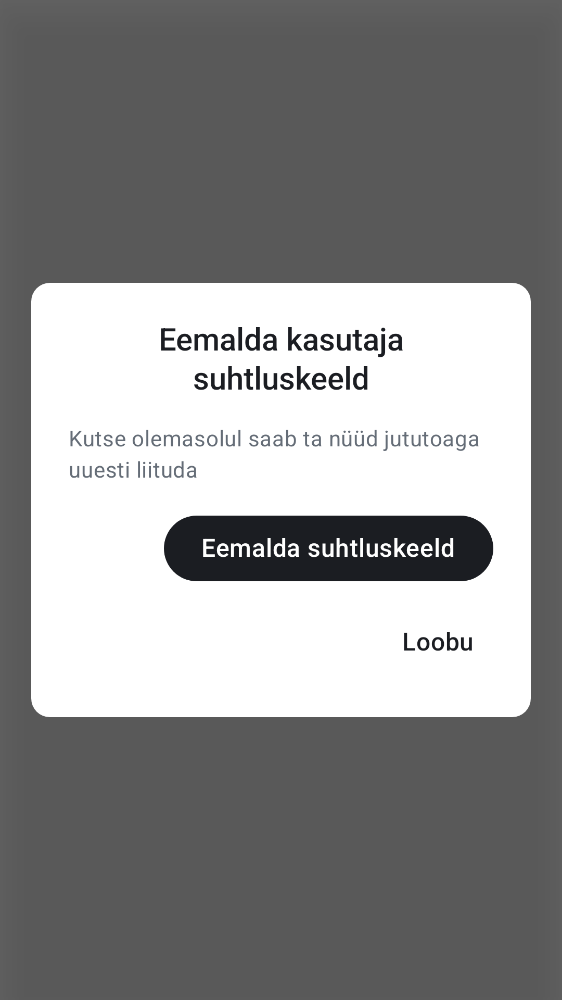 Eemalda kasutaja
suhtluskeeld
Kutse olemasolul saab ta nüüd jututoaga
uuesti liituda
Eemalda suhtluskeeld
Loobu